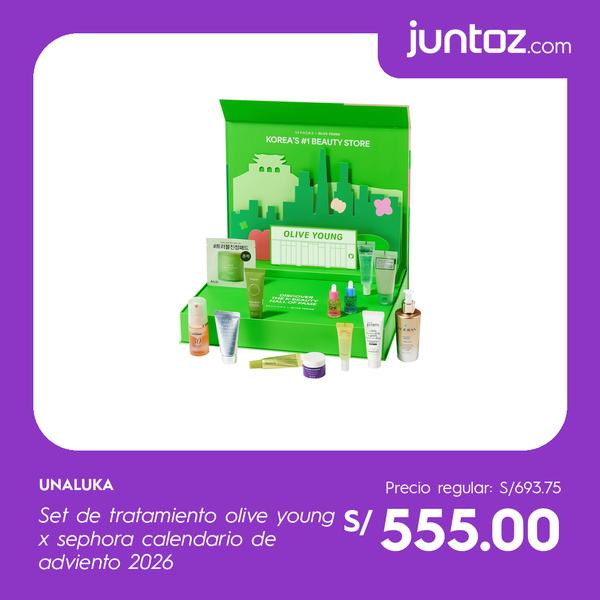 juntoz.com
SEPHORA + OLIVE YOUNG
KOREA'S #1 BEAUTY STORE
OLIVE YOUNG
DISCOVER
THE K-BEAUTY
HALL OF FAME
UNALUKA
Precio regular: S/693.75
Set de tratamiento olive young
x sephora calendario de
adviento 2026
S/ 555.00